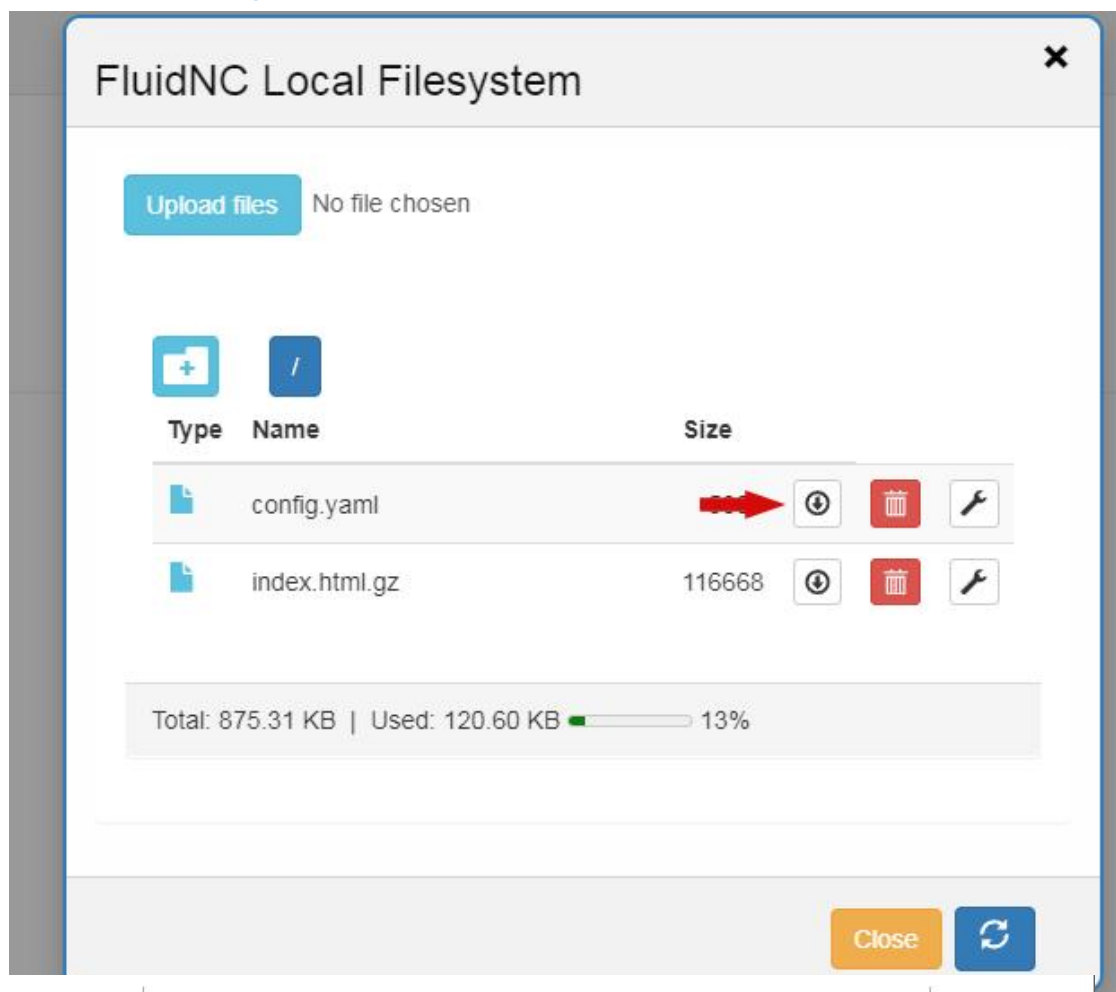 FluidNC Local Filesystem
Upload files No file chosen
/
Type Name Size
config.yaml
index.html.gz 116668
Total: 875.31 KB | Used: 120.60 KB 13%
Close